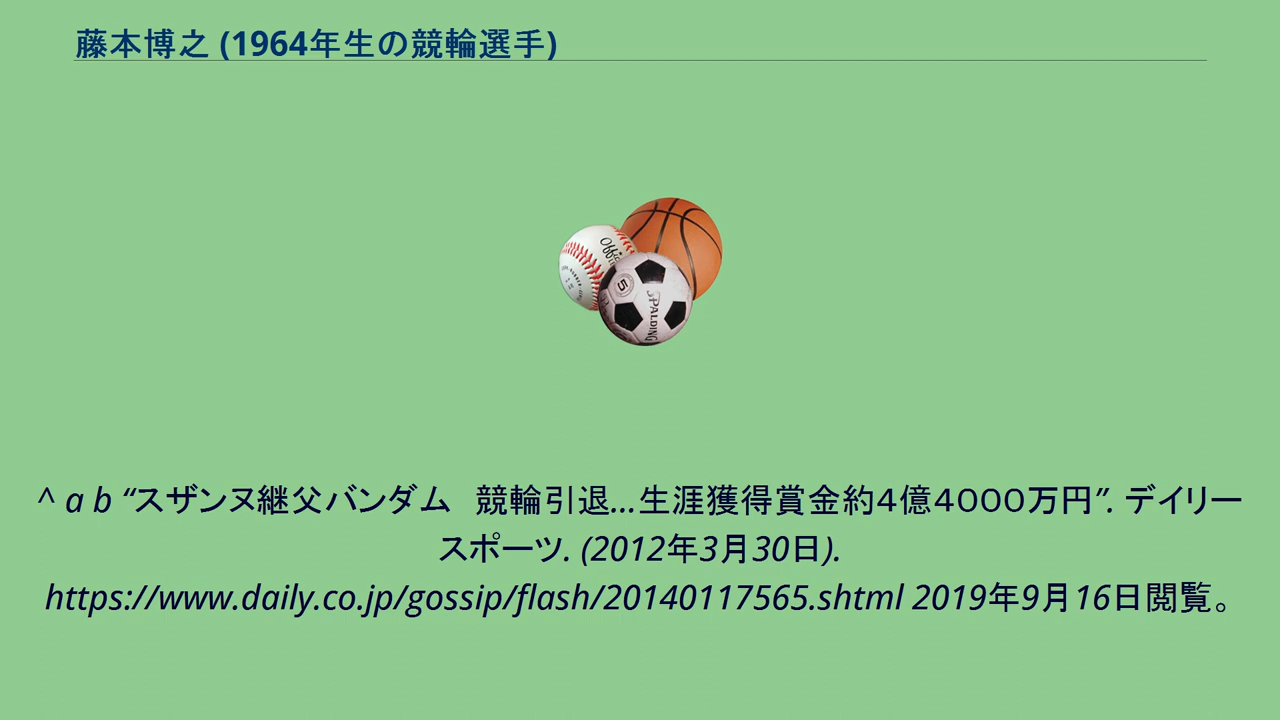 藤本博之 (1964年生の競輪選手)
Offici
5
SPALDING
^ a b “スザンヌ継父バンダム　競輪引退…生涯獲得賞金約４億４０００万円”. デイリー
スポーツ. (2012年3月30日).
https://www.daily.co.jp/gossip/flash/20140117565.shtml 2019年9月16日閲覧。